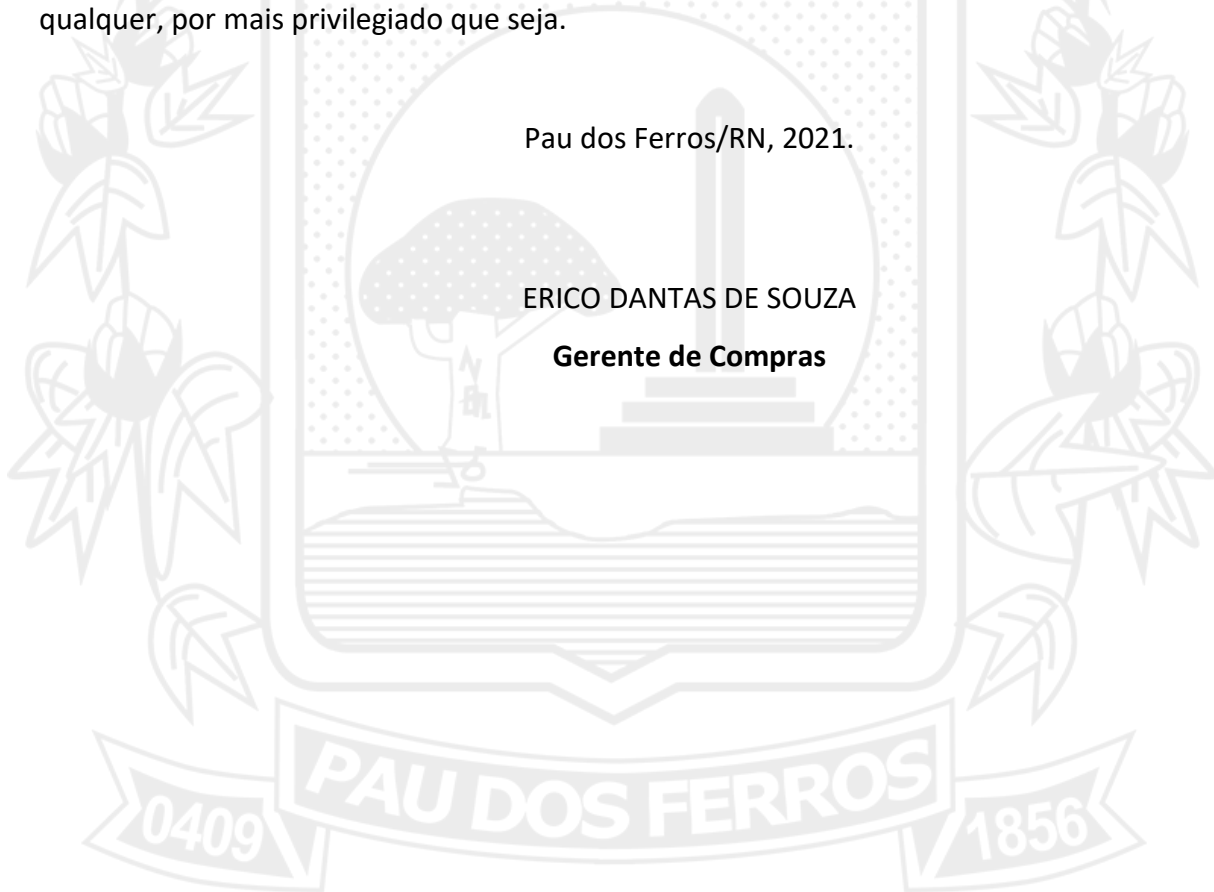 qualquer, por mais privilegiado que seja.
Pau dos Ferros/RN, 2021.
ERICO DANTAS DE SOUZA
Gerente de Compras
PAU DOS FERROS
0409
1856